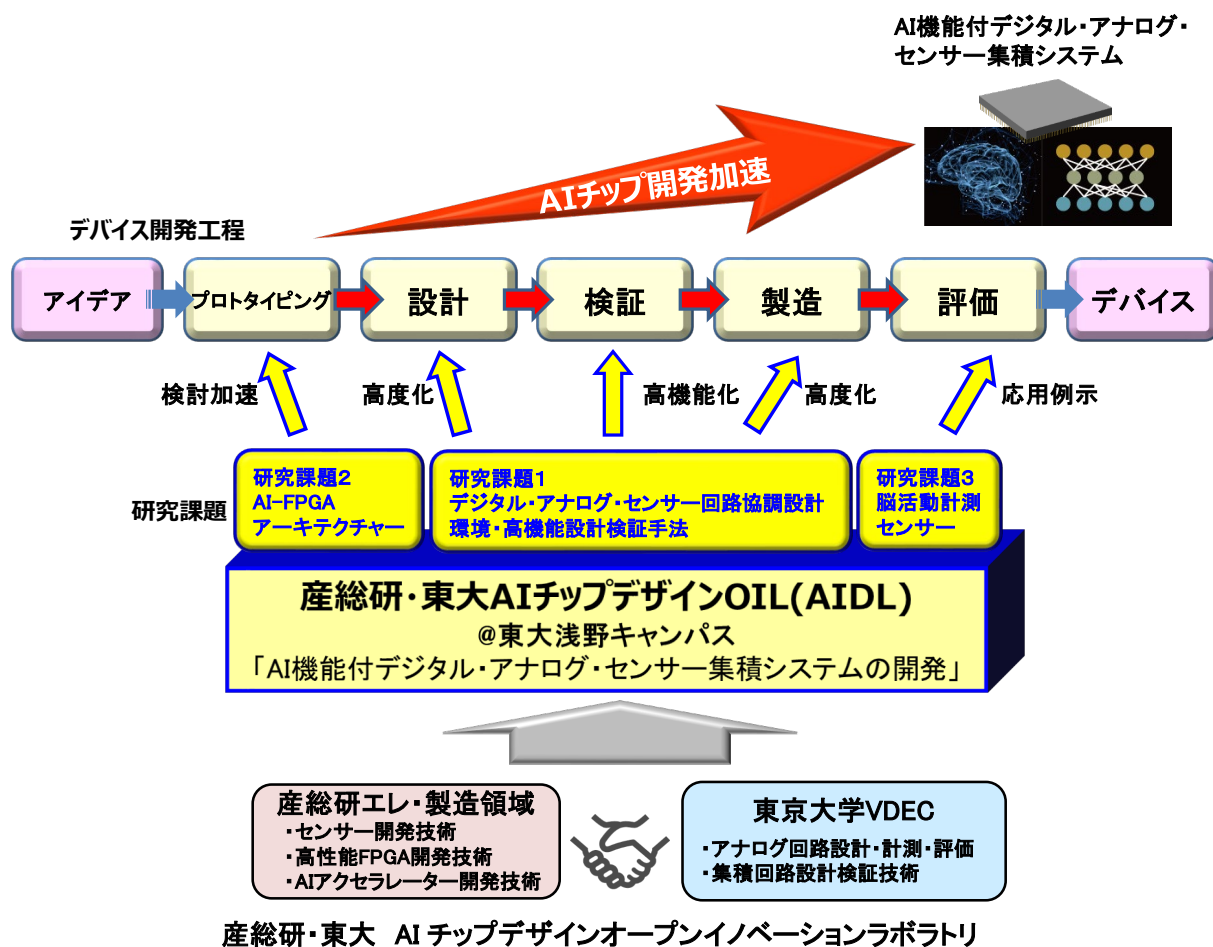 AI機能付デジタル・アナログ・
センサー集積システム
AIチップ開発加速
デバイス開発工程
アイデア
プロトタイピング
設計
検証
製造
評価
デバイス
検討加速
高度化
高機能化
高度化
応用例示
研究課題
研究課題２
AI-FPGA
アーキテクチャー
研究課題１
デジタル・アナログ・センサー回路協調設計
環境・高機能設計検証手法
研究課題３
脳活動計測
センサー
産総研・東大AIチップデザインOIL(AIDL)
@東大浅野キャンパス
「AI機能付デジタル・アナログ・センサー集積システムの開発」
産総研エレ・製造領域
・センサー開発技術
・高性能FPGA開発技術
・AIアクセラレーター開発技術
東京大学VDEC
・アナログ回路設計・計測・評価
・集積回路設計検証技術
産総研・東大　AI チップデザインオープンイノベーションラボラトリ